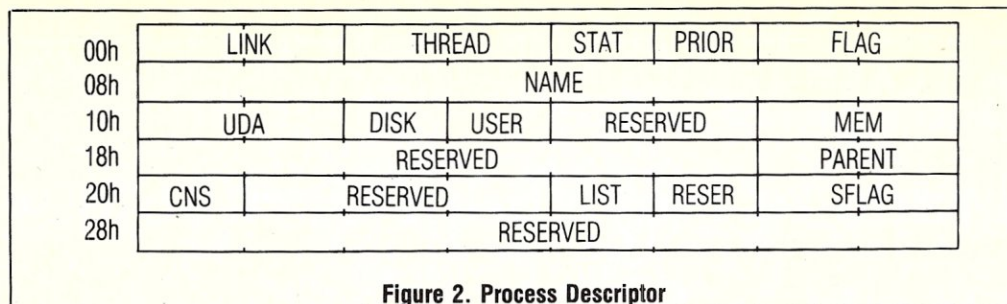 00h LINK THREAD STAT PRIOR FLAG
08h NAME
10h UDA DISK USER RESERVED MEM
18h RESERVED PARENT
20h CNS RESERVED LIST RESER SFLAG
28h RESERVED
Figure 2. Process Descriptor